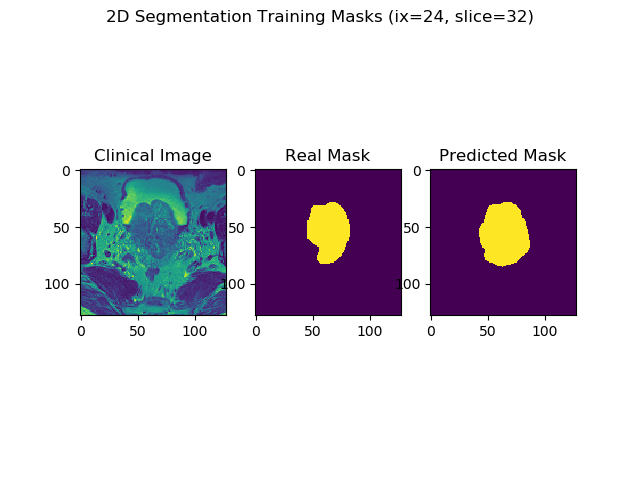 2D Segmentation Training Masks (ix=24, slice=32)
Clinical Image Real Mask Predicted Mask
0 0 0
50 50 50
100 100 100
0 50 100 0 50 100 0 50 100